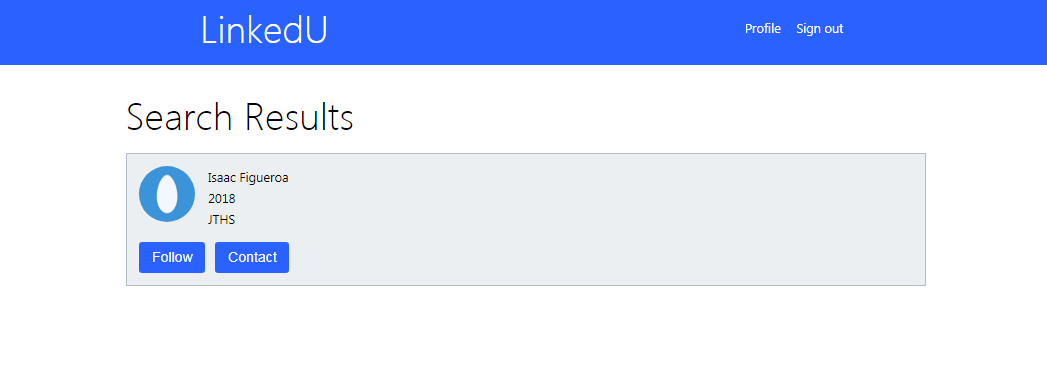 LinkedU
Profile Sign out
Search Results
Isaac Figueroa
2018
JTHS
Follow Contact